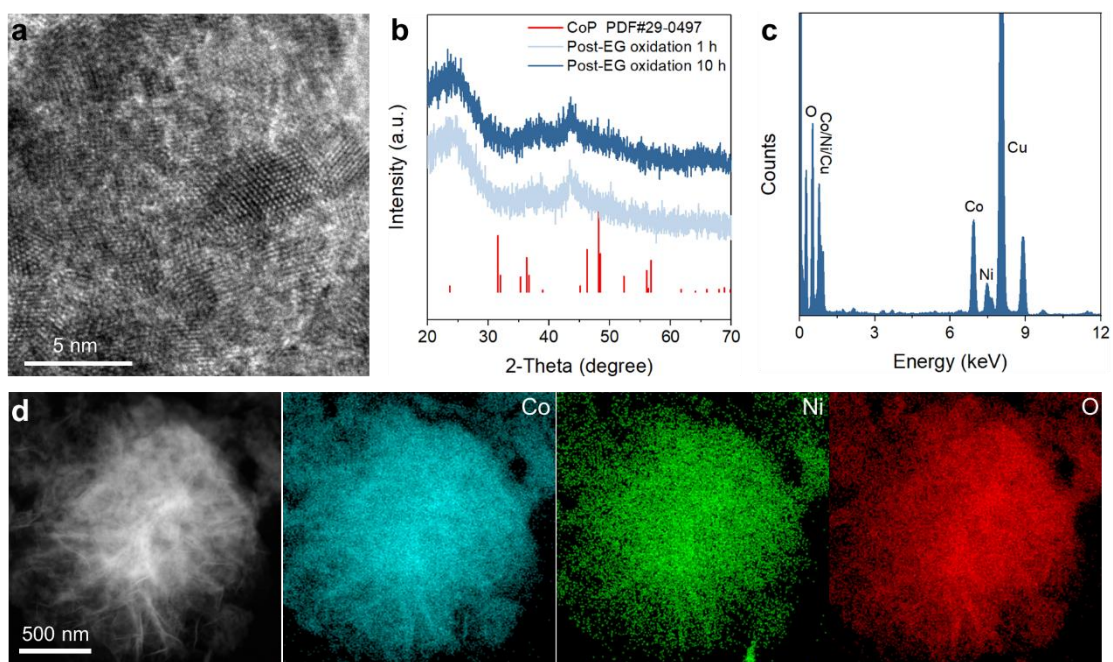 a
5 nm
b
CoP PDF#29-0497
Post-EG oxidation 1 h
Post-EG oxidation 10 h
Intensity (a.u.)
20 30 40 50 60 70
2-Theta (degree)
c
O
Co/Ni/Cu
Co
Ni
Cu
Counts
0 3 6 9 12
Energy (keV)
d
500 nm
Co
Ni
O